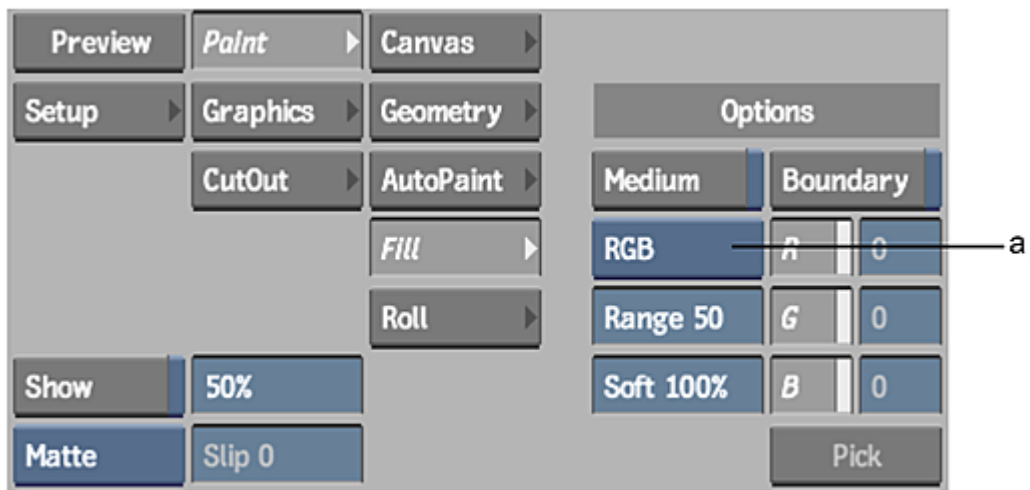 Preview Paint Canvas
Setup Graphics Geometry Options
CutOut AutoPaint Medium Boundary
Fill RGB R 0 a
Roll Range 50 G 0
Show 50% Soft 100% B 0
Matte Slip 0 Pick